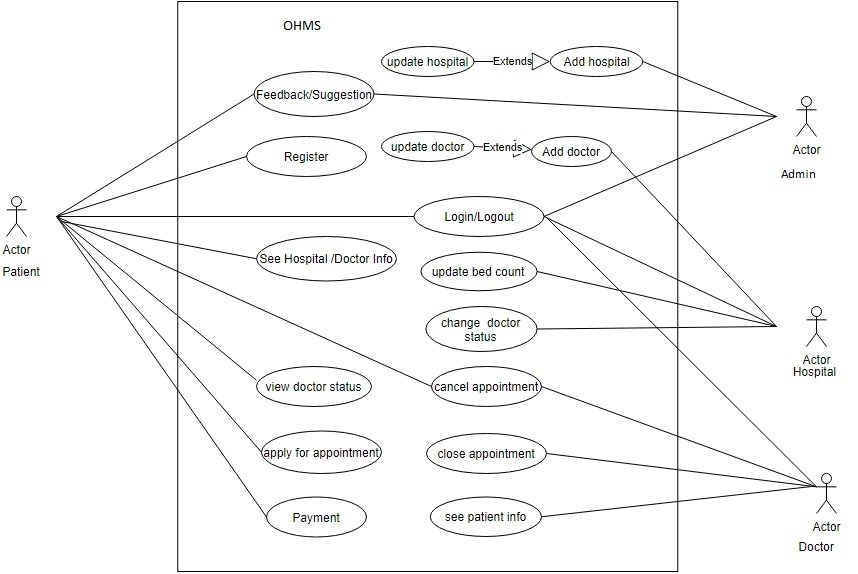 OHMS
update hospital
Extends
Add hospital
Feedback/Suggestion
Actor
Admin
update doctor
Extends
Add doctor
Register
Actor
Patient
Login/Logout
See Hospital /Doctor Info
update bed count
change doctor
status
Actor
Hospital
view doctor status
cancel appointment
apply for appointment
close appointment
Payment
see patient info
Actor
Doctor